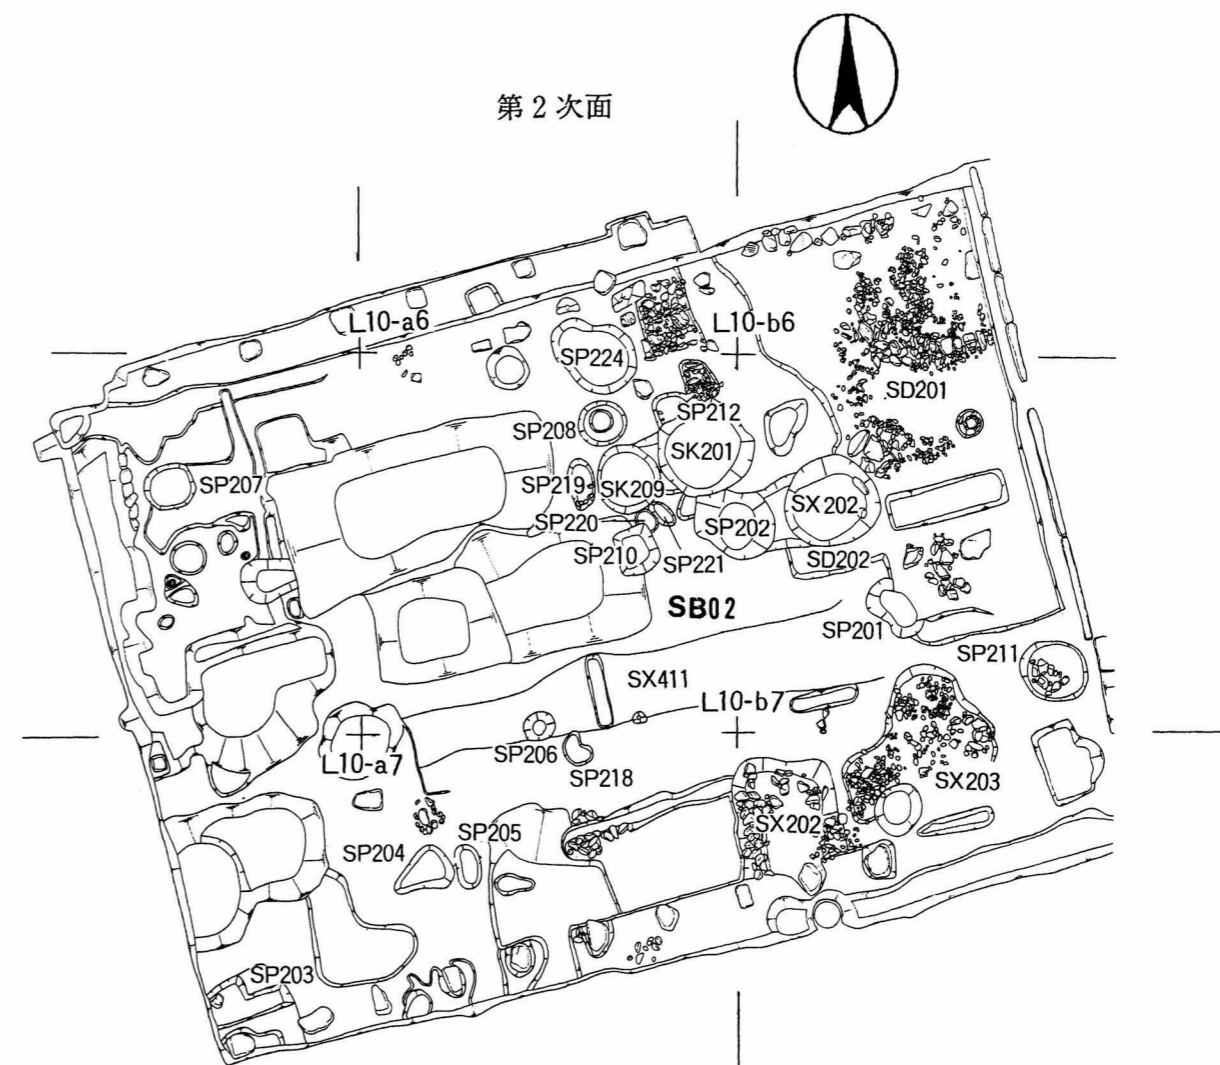 第2次面
L10-a6
L10-b6
SP224
SD201
SP212
SP208
SK201
SP207
SP219
SK209
SX202
SP202
SP220
SP210
SP221
SD202
SB02
SP201
SP211
SX411
L10-b7
SP206
L10-a7
SP218
SX203
SX202
SP205
SP204
SP203